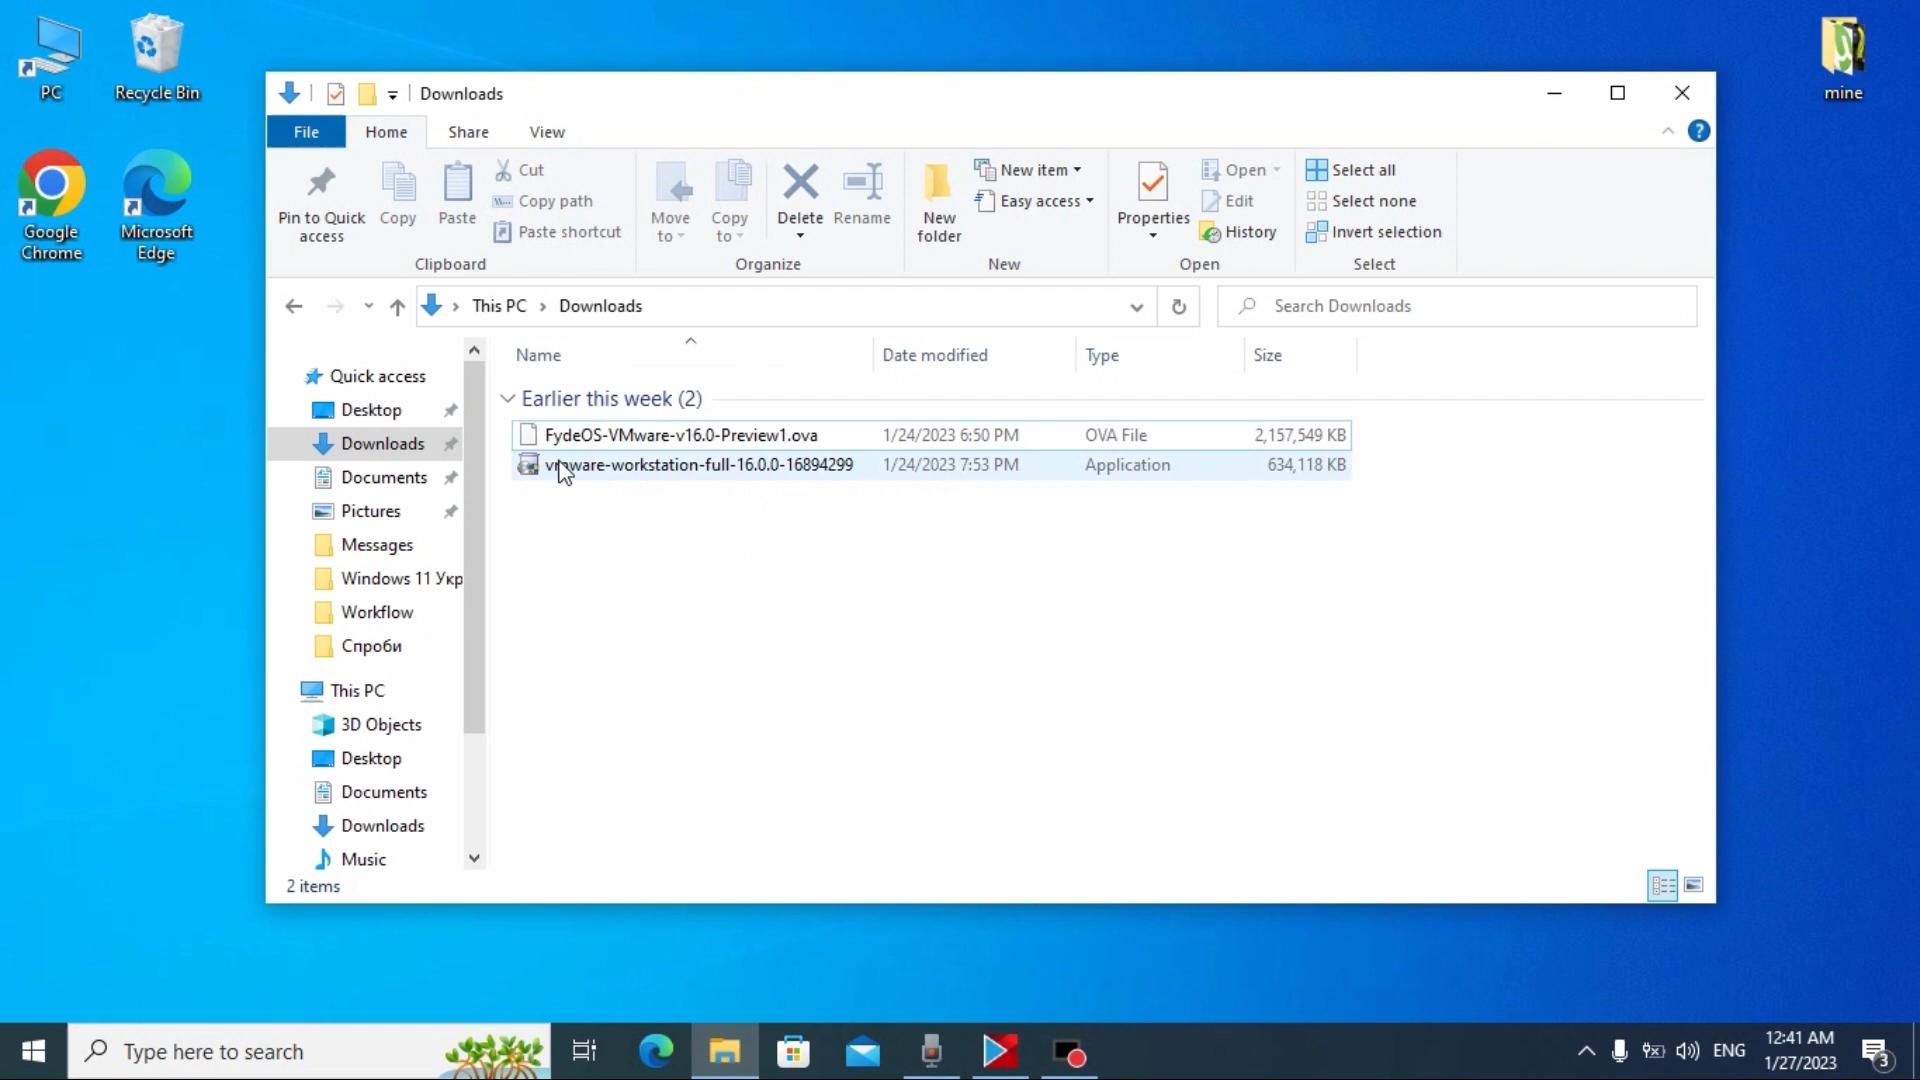 PC
Recycle Bin
mine
Google
Chrome
Microsoft
Edge
Downloads
File
Home
Share
View
?
Pin to Quick
access
Copy
Paste
Cut
Copy path
Paste shortcut
Clipboard
Move
to
Copy
to
Delete
Rename
Organize
New
folder
New item
Easy access
New
Properties
Open
Edit
History
Open
Select all
Select none
Invert selection
Select
This PC
Downloads
Search Downloads
Name
Date modified
Type
Size
Quick access
Desktop
Downloads
Documents
Pictures
Messages
Windows 11 Укр
Workflow
Спроби
This PC
3D Objects
Desktop
Documents
Downloads
Music
Earlier this week (2)
FydeOS-VMware-v16.0-Preview1.ova 1/24/2023 6:50 PM OVA File 2,157,549 KB
vmware-workstation-full-16.0.0-16894299 1/24/2023 7:53 PM Application 634,118 KB
2 items
Type here to search
ENG
12:41 AM
1/27/2023
3